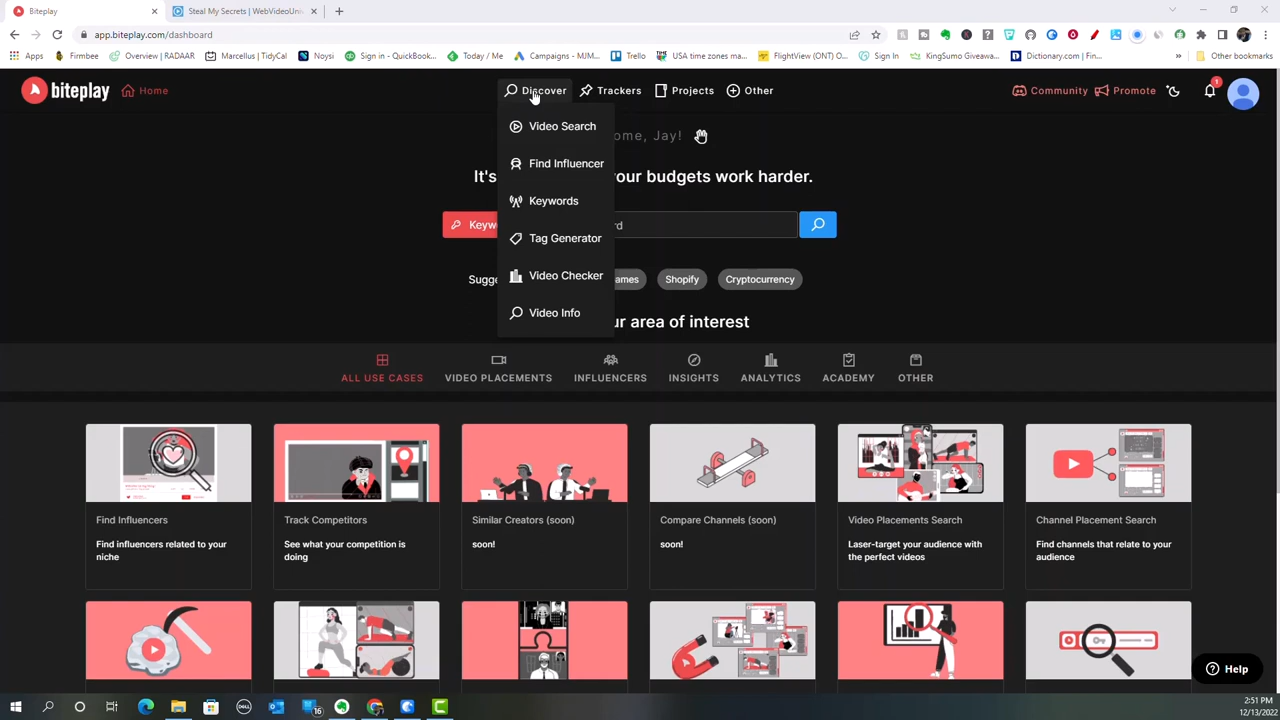 Biteplay
Steal My Secrets | WebVideoUni
app.biteplay.com/dashboard
Apps
Firmbee
Overview | RADAAR
Marcellus | TidyCal
Noysi
Sign In - QuickBook...
Today / Me
Campaigns – MJM...
Trello
USA time zones ma...
FlightView (ONT) O...
Sign In
KingSumo Giveaways
Dictionary.com | Fin...
»
Other bookmarks
biteplay
Home
Discover
Trackers
Projects
Other
Community
Promote
1
Video Search
Find Influencer
Keywords
Tag Generator
Video Checker
Video Info
ome, Jay!
It's
your budgets work harder.
Keyw
rd
Sugge
ames
Shopify
Cryptocurrency
ur area of interest
ALL USE CASES
VIDEO PLACEMENTS
INFLUENCERS
INSIGHTS
ANALYTICS
ACADEMY
OTHER
Find Influencers
Find influencers related to your
niche
Track Competitors
See what your competition is
doing
Similar Creators (soon)
soon!
Compare Channels (soon)
soon!
Video Placements Search
Laser-target your audience with
the perfect videos
Channel Placement Search
Find channels that relate to your
audience
Help
16
2:51 PM
12/13/2022